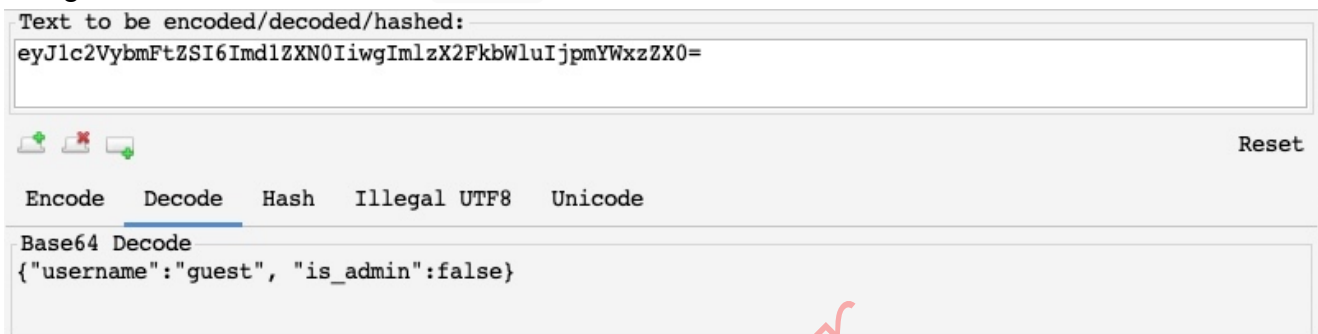 Text to be encoded/decoded/hashed:
eyJ1c2VybmFtZSI6Imd1ZXN0IiwgImlzX2FkbWluIjpmYWxzZX0=
Reset
Encode Decode Hash Illegal UTF8 Unicode
Base64 Decode
{"username":"guest", "is_admin":false}